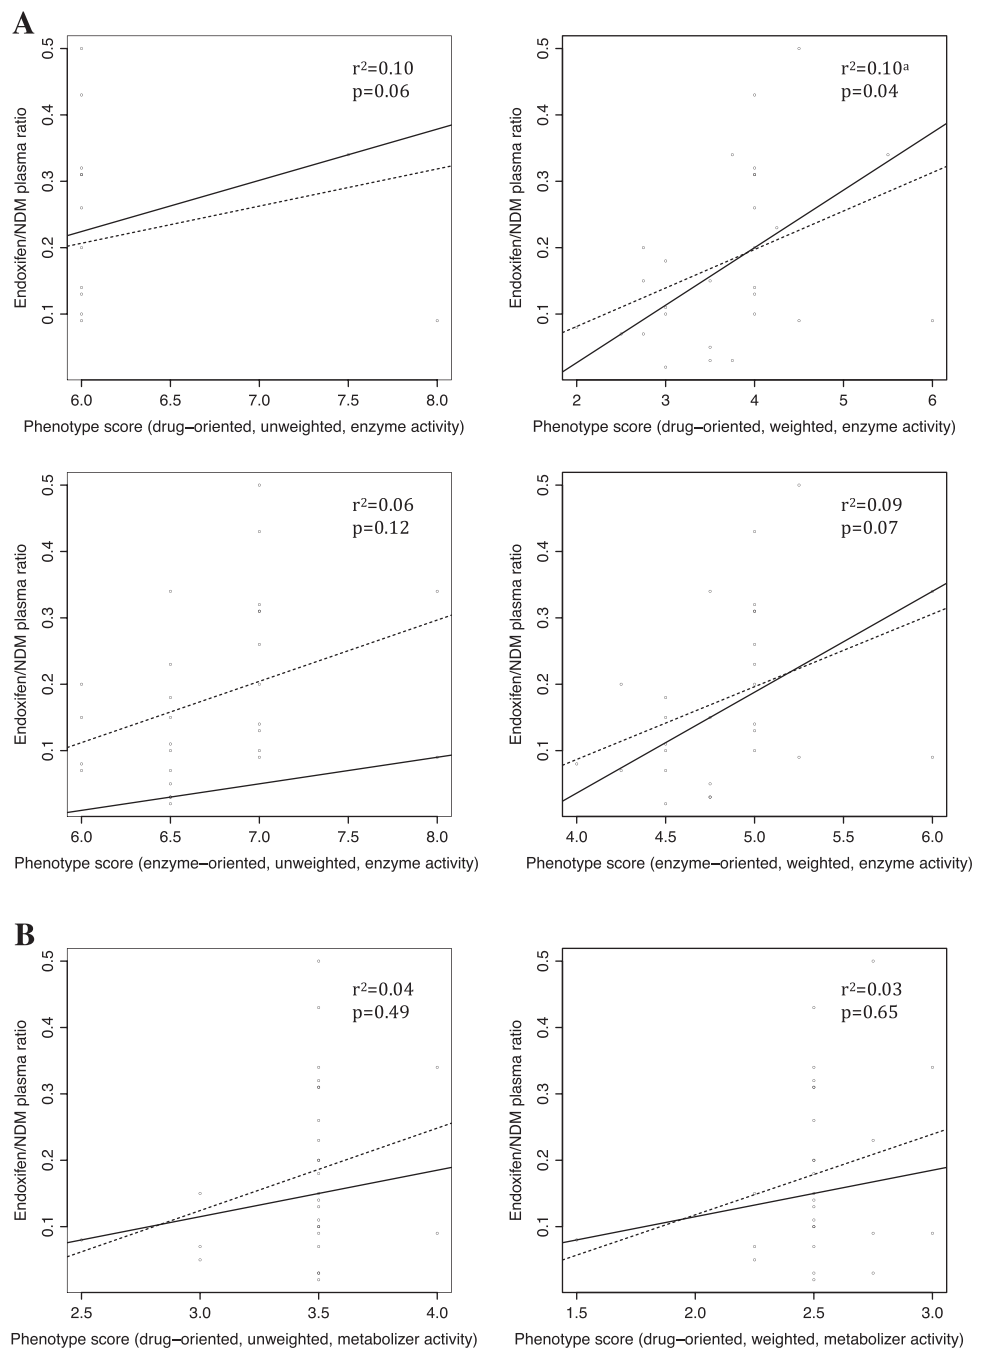 A
r²=0.10
p=0.06
Endoxifen/NDM plasma ratio
0.5
0.4
0.3
0.2
0.1
6.0 6.5 7.0 7.5 8.0
Phenotype score (drug–oriented, unweighted, enzyme activity)
r²=0.10ª
p=0.04
Endoxifen/NDM plasma ratio
0.5
0.4
0.3
0.2
0.1
2 3 4 5 6
Phenotype score (drug–oriented, weighted, enzyme activity)
r²=0.06
p=0.12
Endoxifen/NDM plasma ratio
0.5
0.4
0.3
0.2
0.1
6.0 6.5 7.0 7.5 8.0
Phenotype score (enzyme–oriented, unweighted, enzyme activity)
r²=0.09
p=0.07
Endoxifen/NDM plasma ratio
0.5
0.4
0.3
0.2
0.1
4.0 4.5 5.0 5.5 6.0
Phenotype score (enzyme–oriented, weighted, enzyme activity)
B
r²=0.04
p=0.49
Endoxifen/NDM plasma ratio
0.5
0.4
0.3
0.2
0.1
2.5 3.0 3.5 4.0
Phenotype score (drug–oriented, unweighted, metabolizer activity)
r²=0.03
p=0.65
Endoxifen/NDM plasma ratio
0.5
0.4
0.3
0.2
0.1
1.5 2.0 2.5 3.0
Phenotype score (drug–oriented, weighted, metabolizer activity)